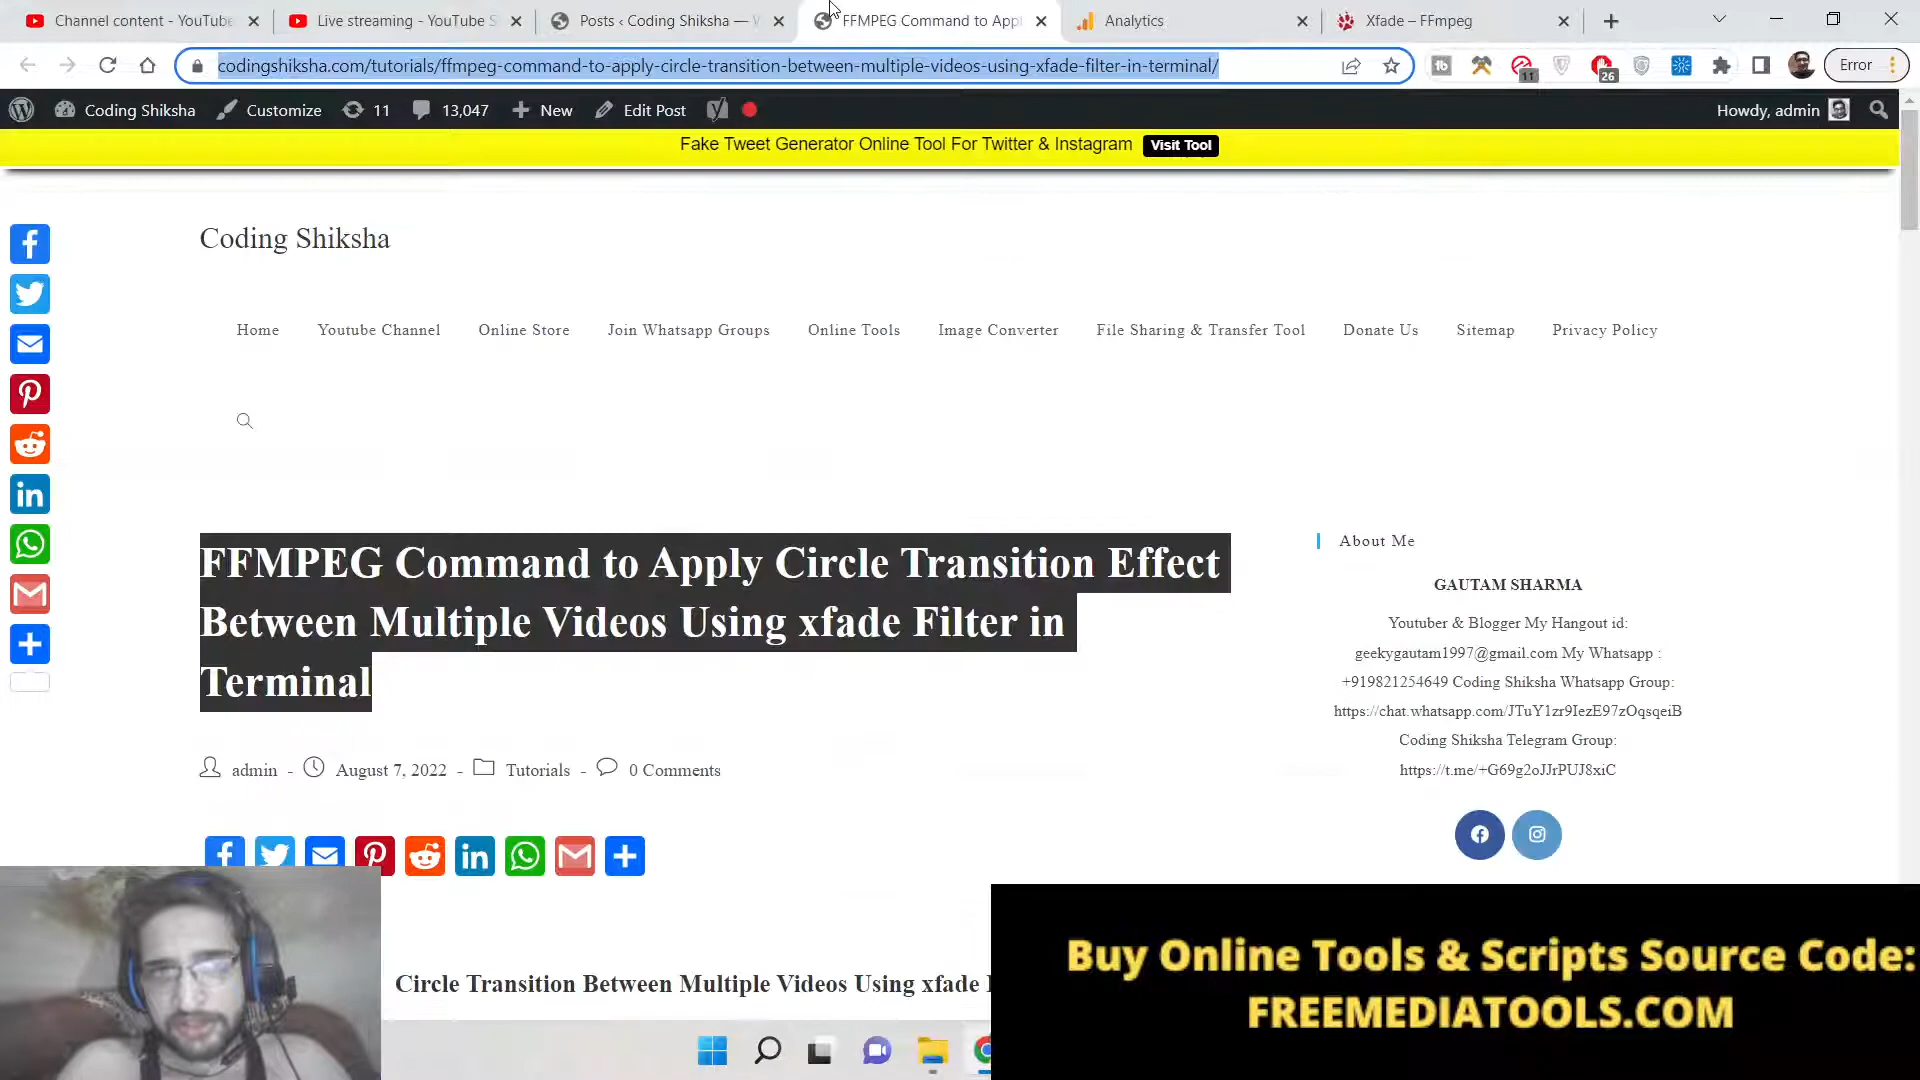 Channel content - YouTube
Live streaming - YouTube S
Posts ‹ Coding Shiksha —
FFMPEG Command to Appl
Analytics
Xfade – FFmpeg
codingshiksha.com/tutorials/ffmpeg-command-to-apply-circle-transition-between-multiple-videos-using-xfade-filter-in-terminal/
11
26
Error
Coding Shiksha
Customize
11
13,047
New
Edit Post
Howdy, admin
Fake Tweet Generator Online Tool For Twitter & Instagram
Visit Tool
Coding Shiksha
Home
Youtube Channel
Online Store
Join Whatsapp Groups
Online Tools
Image Converter
File Sharing & Transfer Tool
Donate Us
Sitemap
Privacy Policy
FFMPEG Command to Apply Circle Transition Effect
Between Multiple Videos Using xfade Filter in
Terminal
admin - August 7, 2022 - Tutorials - 0 Comments
Circle Transition Between Multiple Videos Using xfade
About Me
GAUTAM SHARMA
Youtuber & Blogger My Hangout id:
geekygautam1997@gmail.com My Whatsapp :
+919821254649 Coding Shiksha Whatsapp Group:
https://chat.whatsapp.com/JTuY1zr9IezE97zOqsqeiB
Coding Shiksha Telegram Group:
https://t.me/+G69g2oJJrPUJ8xiC
Buy Online Tools & Scripts Source Code:
FREEMEDIATOOLS.COM